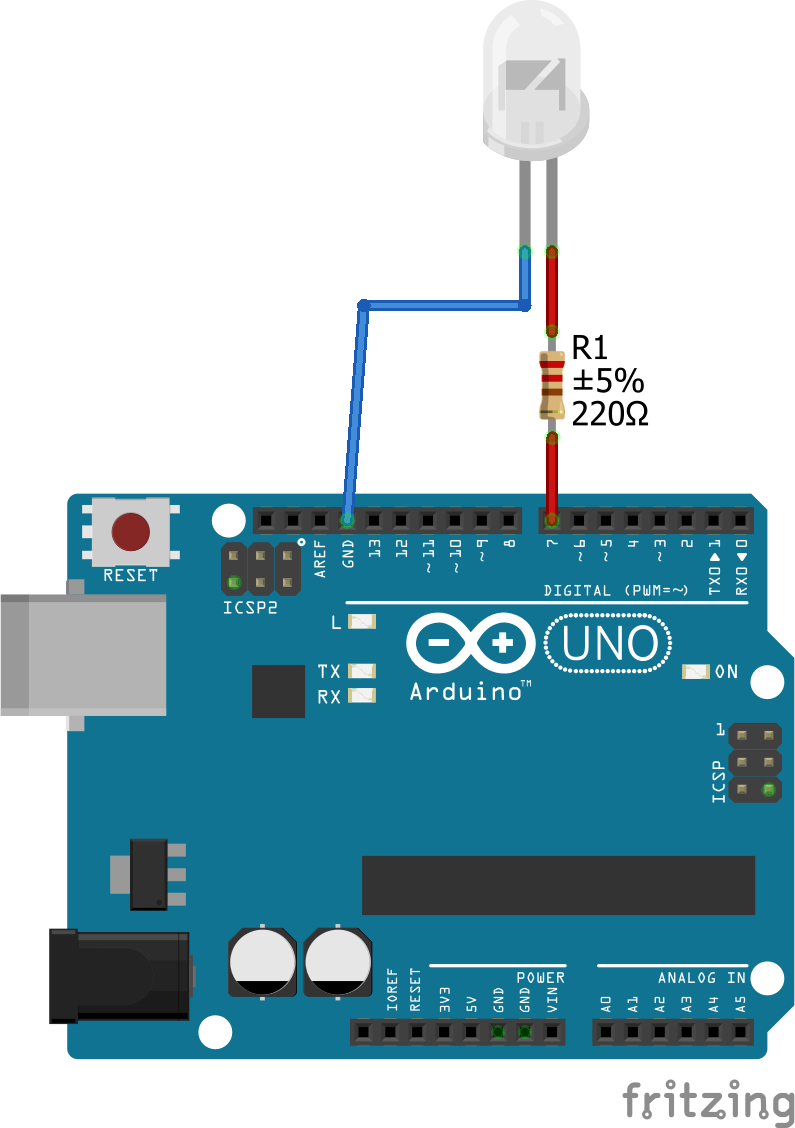 R1
±5%
220Ω
RESET
ICSP2
AREF
GND
13
12
~11
~10
~9
8
7
~6
~5
4
~3
2
TX0▶1
RX0◀0
DIGITAL (PWM=~)
L
TX
RX
Arduino™
UNO
ON
1
ICSP
IOREF
RESET
3V3
5V
GND
GND
VIN
POWER
A0
A1
A2
A3
A4
A5
ANALOG IN
fritzing